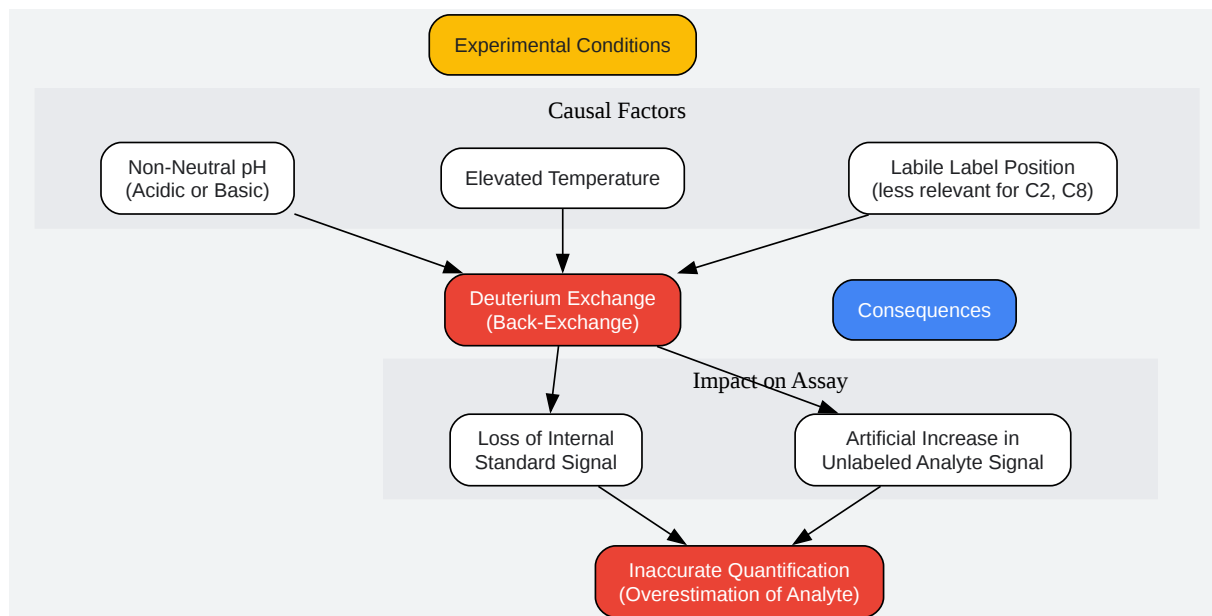 Experimental Conditions
Causal Factors
Non-Neutral pH
(Acidic or Basic)
Elevated Temperature
Labile Label Position
(less relevant for C2, C8)
Deuterium Exchange
(Back-Exchange)
Consequences
Impact on Assay
Loss of Internal
Standard Signal
Artificial Increase in
Unlabeled Analyte Signal
Inaccurate Quantification
(Overestimation of Analyte)